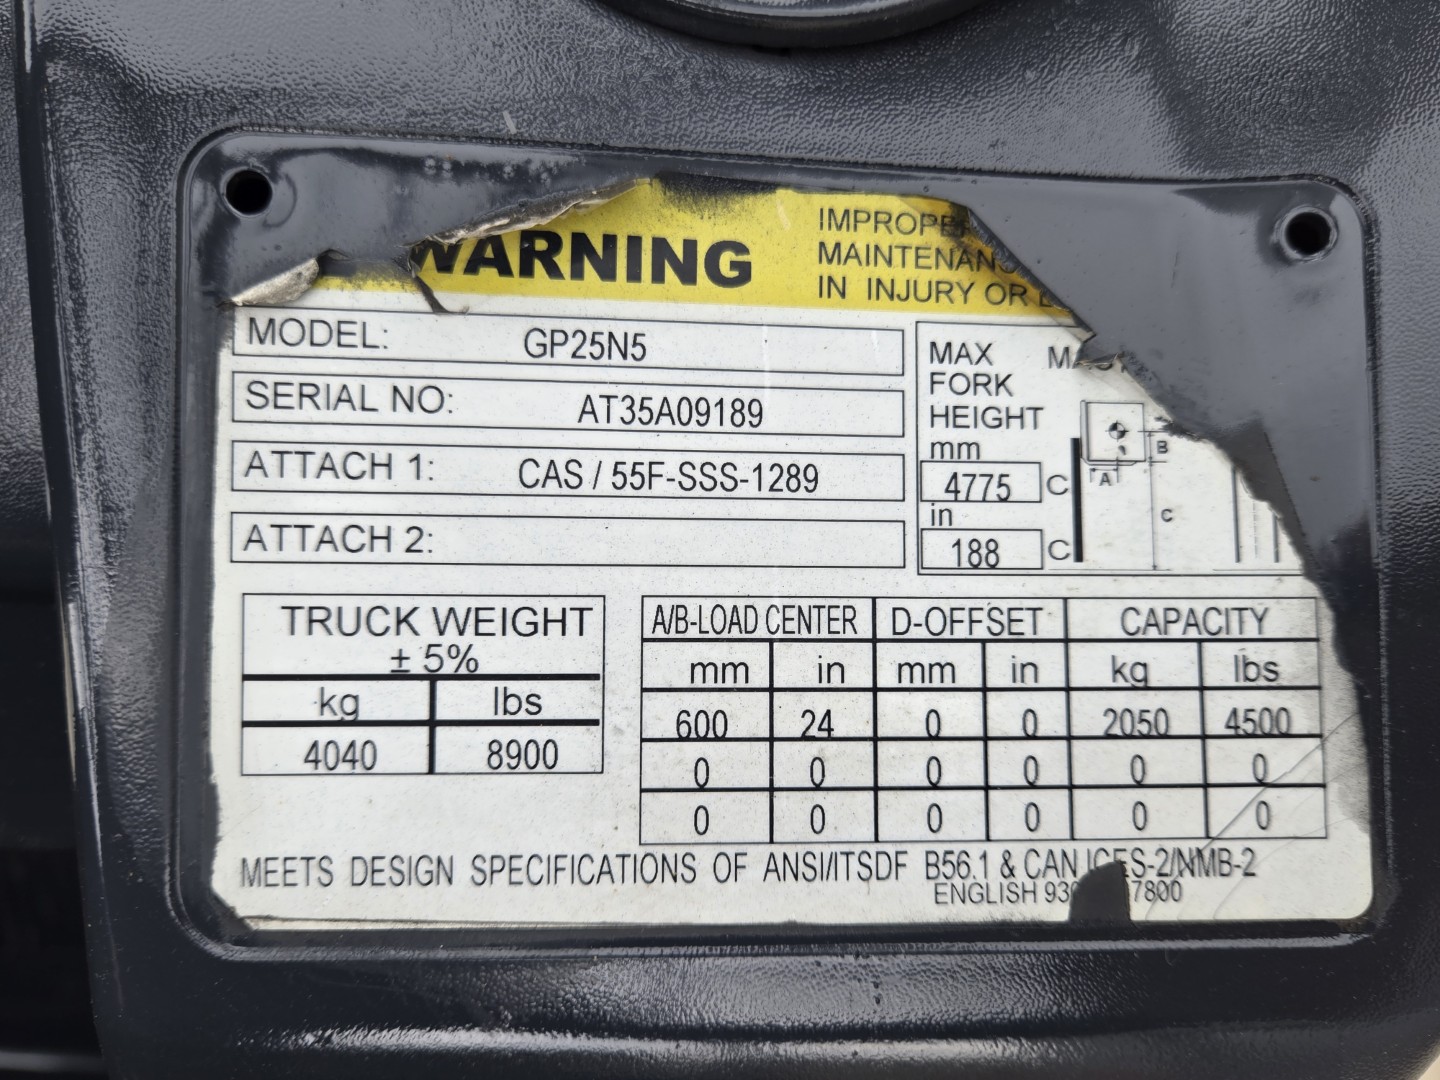 WARNING
IMPROPER
MAINTENANC
IN INJURY OR
MODEL: GP25N5
SERIAL NO: AT35A09189
ATTACH 1: CAS / 55F-SSS-1289
ATTACH 2:
MAX
FORK
HEIGHT
mm
4775 C
in
188 C
B
A
C
TRUCK WEIGHT
± 5%
kg lbs
4040 8900
A/B-LOAD CENTER D-OFFSET CAPACITY
mm in mm in kg lbs
600 24 0 0 2050 4500
0 0 0 0 0 0
0 0 0 0 0 0
MEETS DESIGN SPECIFICATIONS OF ANSI/ITSDF B56.1 & CAN ICES-2/NMB-2
ENGLISH 93 7800